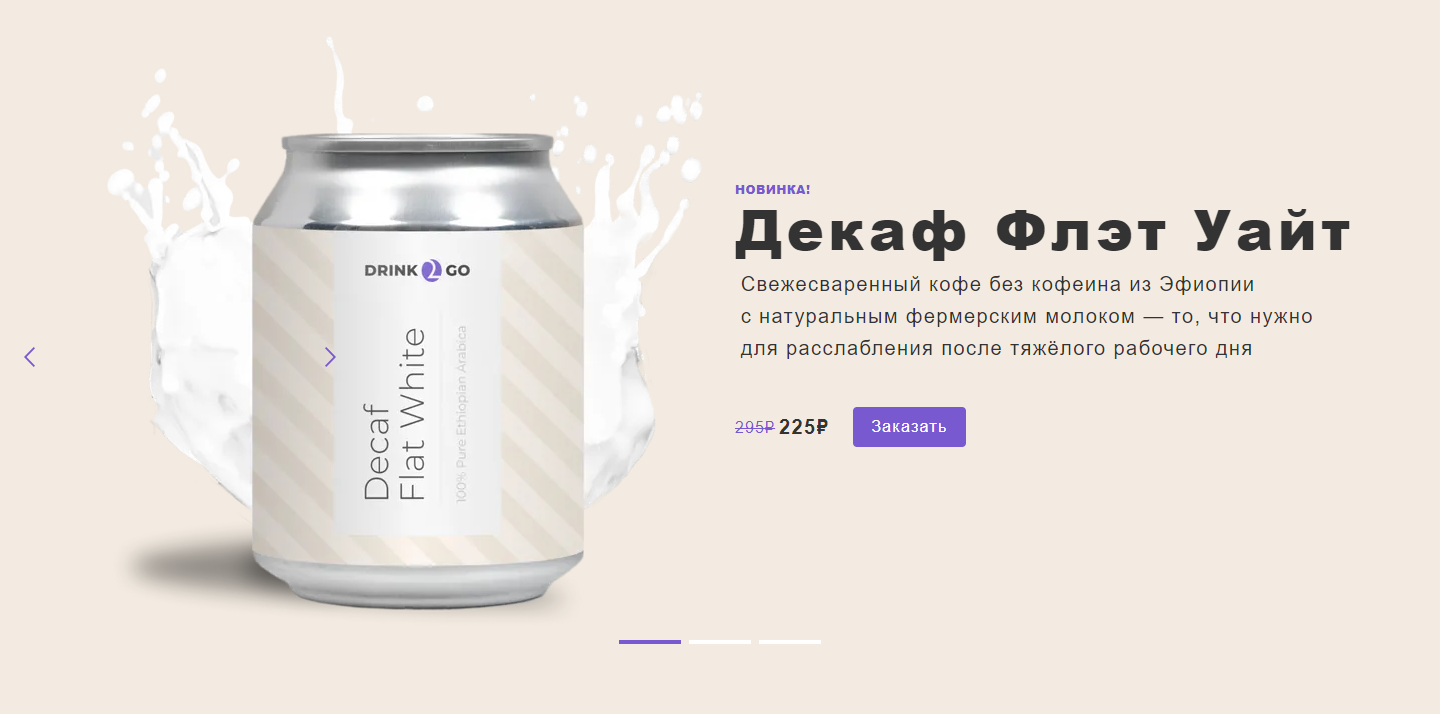 НОВИНКА!
Декаф Флэт Уайт
Свежесваренный кофе без кофеина из Эфиопии
с натуральным фермерским молоком — то, что нужно
для расслабления после тяжёлого рабочего дня
295₽ 225₽ Заказать
DRINK 2 GO
Decaf
Flat White
100% Pure Ethiopian Arabica